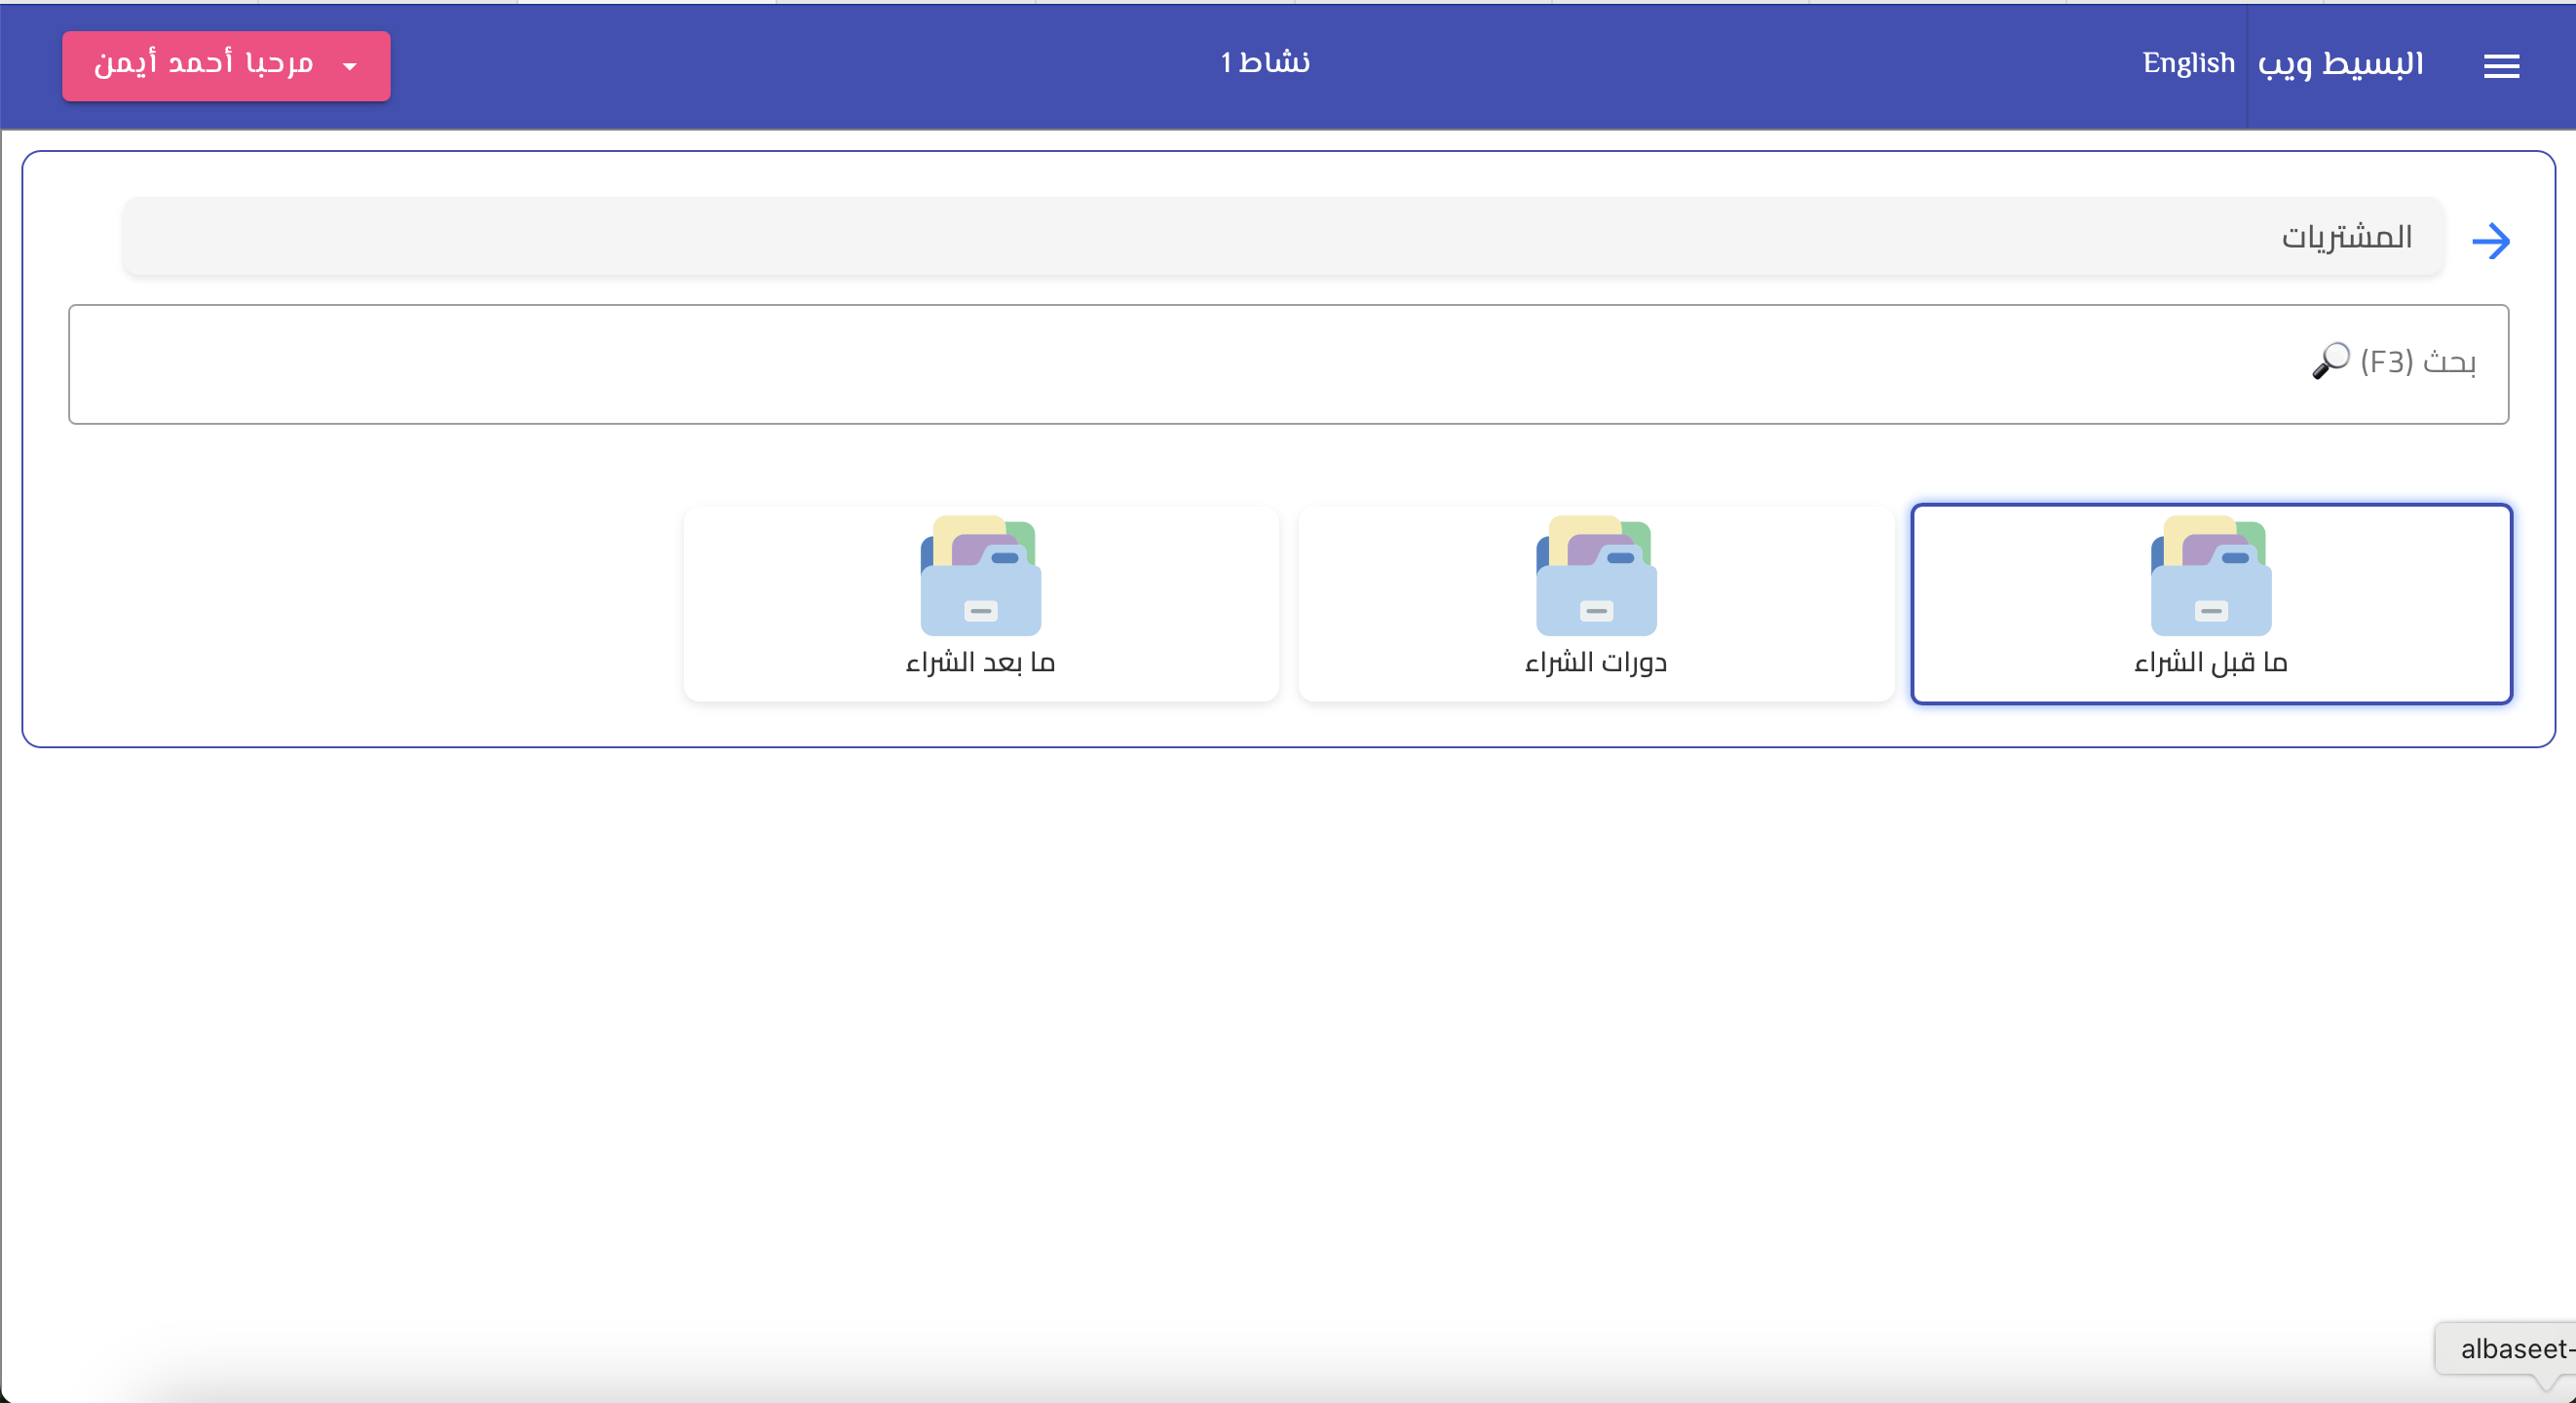 البسيط ويب
English
نشاط 1
مرحبا أحمد أيمن
المشتريات
بحث (F3) 🔎
ما قبل الشراء
دورات الشراء
ما بعد الشراء
albaseet-